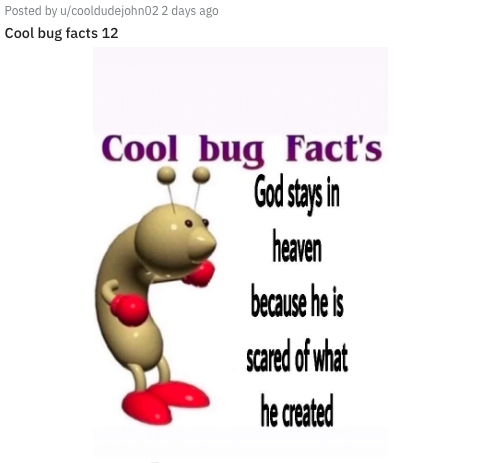 Posted by u/cooldudejohn02 2 days ago
Cool bug facts 12
Cool bug Fact's
God stays in
heaven
because he is
scared of what
he created